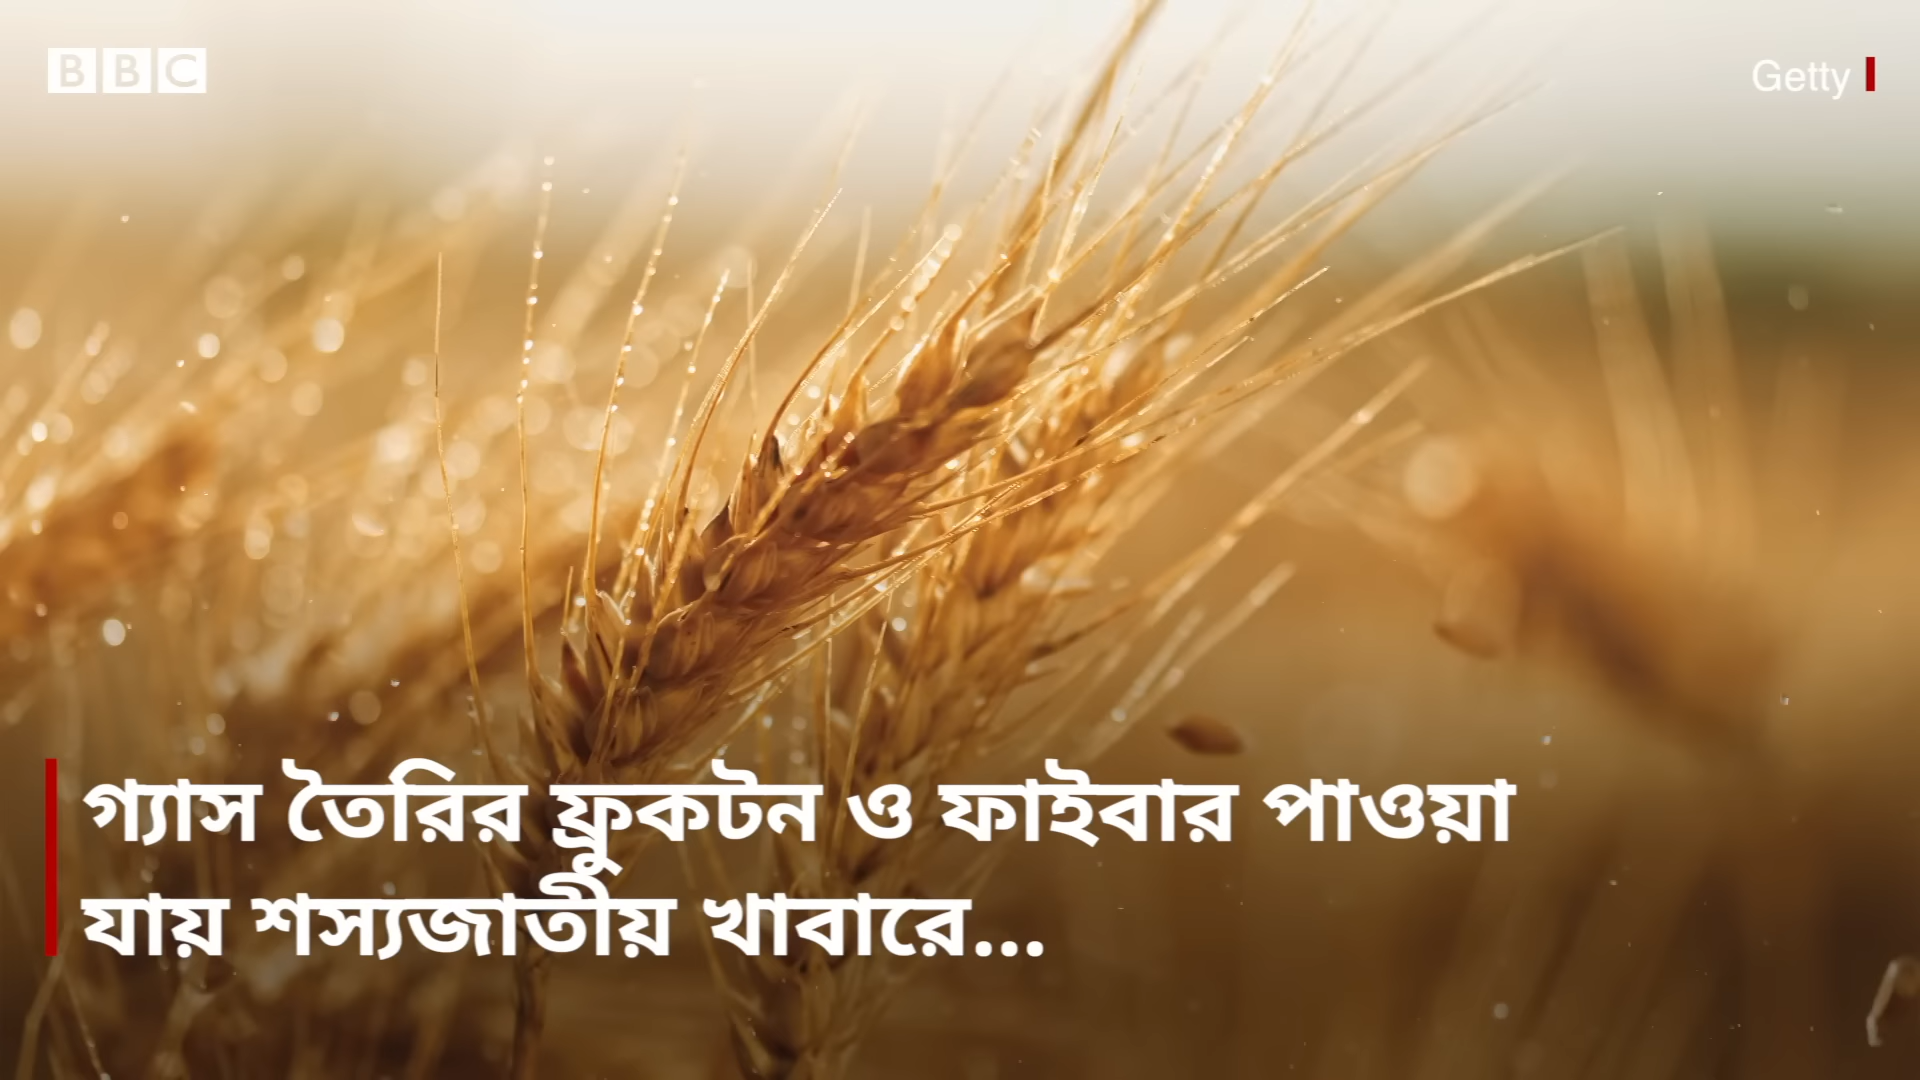 BBC
Getty
গ্যাস তৈরির ফ্রুকটন ও ফাইবার পাওয়া
যায় শস্যজাতীয় খাবারে...